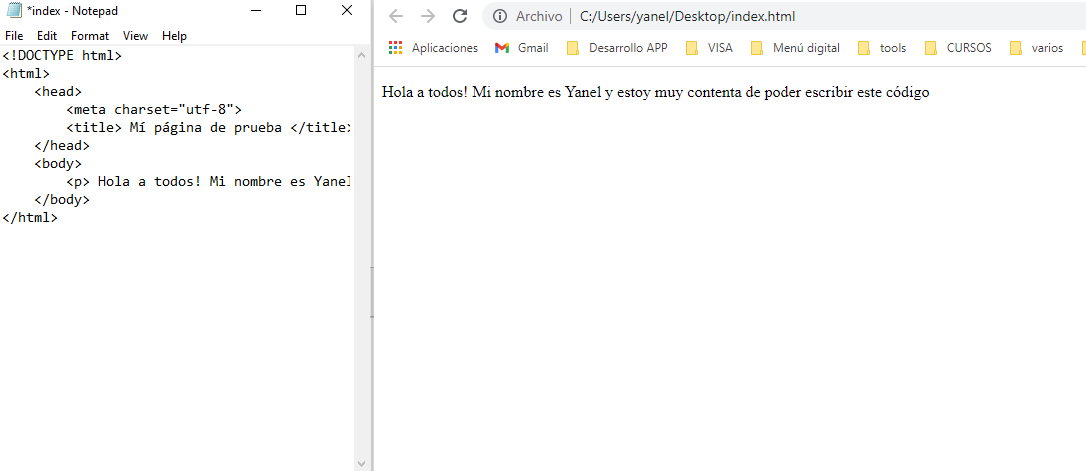 *index - Notepad
File Edit Format View Help
<!DOCTYPE html>
<html>
<head>
<meta charset="utf-8">
<title> Mí página de prueba </title>
</head>
<body>
<p> Hola a todos! Mi nombre es Yanel
</body>
</html>
Archivo | C:/Users/yanel/Desktop/index.html
Aplicaciones Gmail Desarrollo APP VISA Menú digital tools CURSOS varios
Hola a todos! Mi nombre es Yanel y estoy muy contenta de poder escribir este código